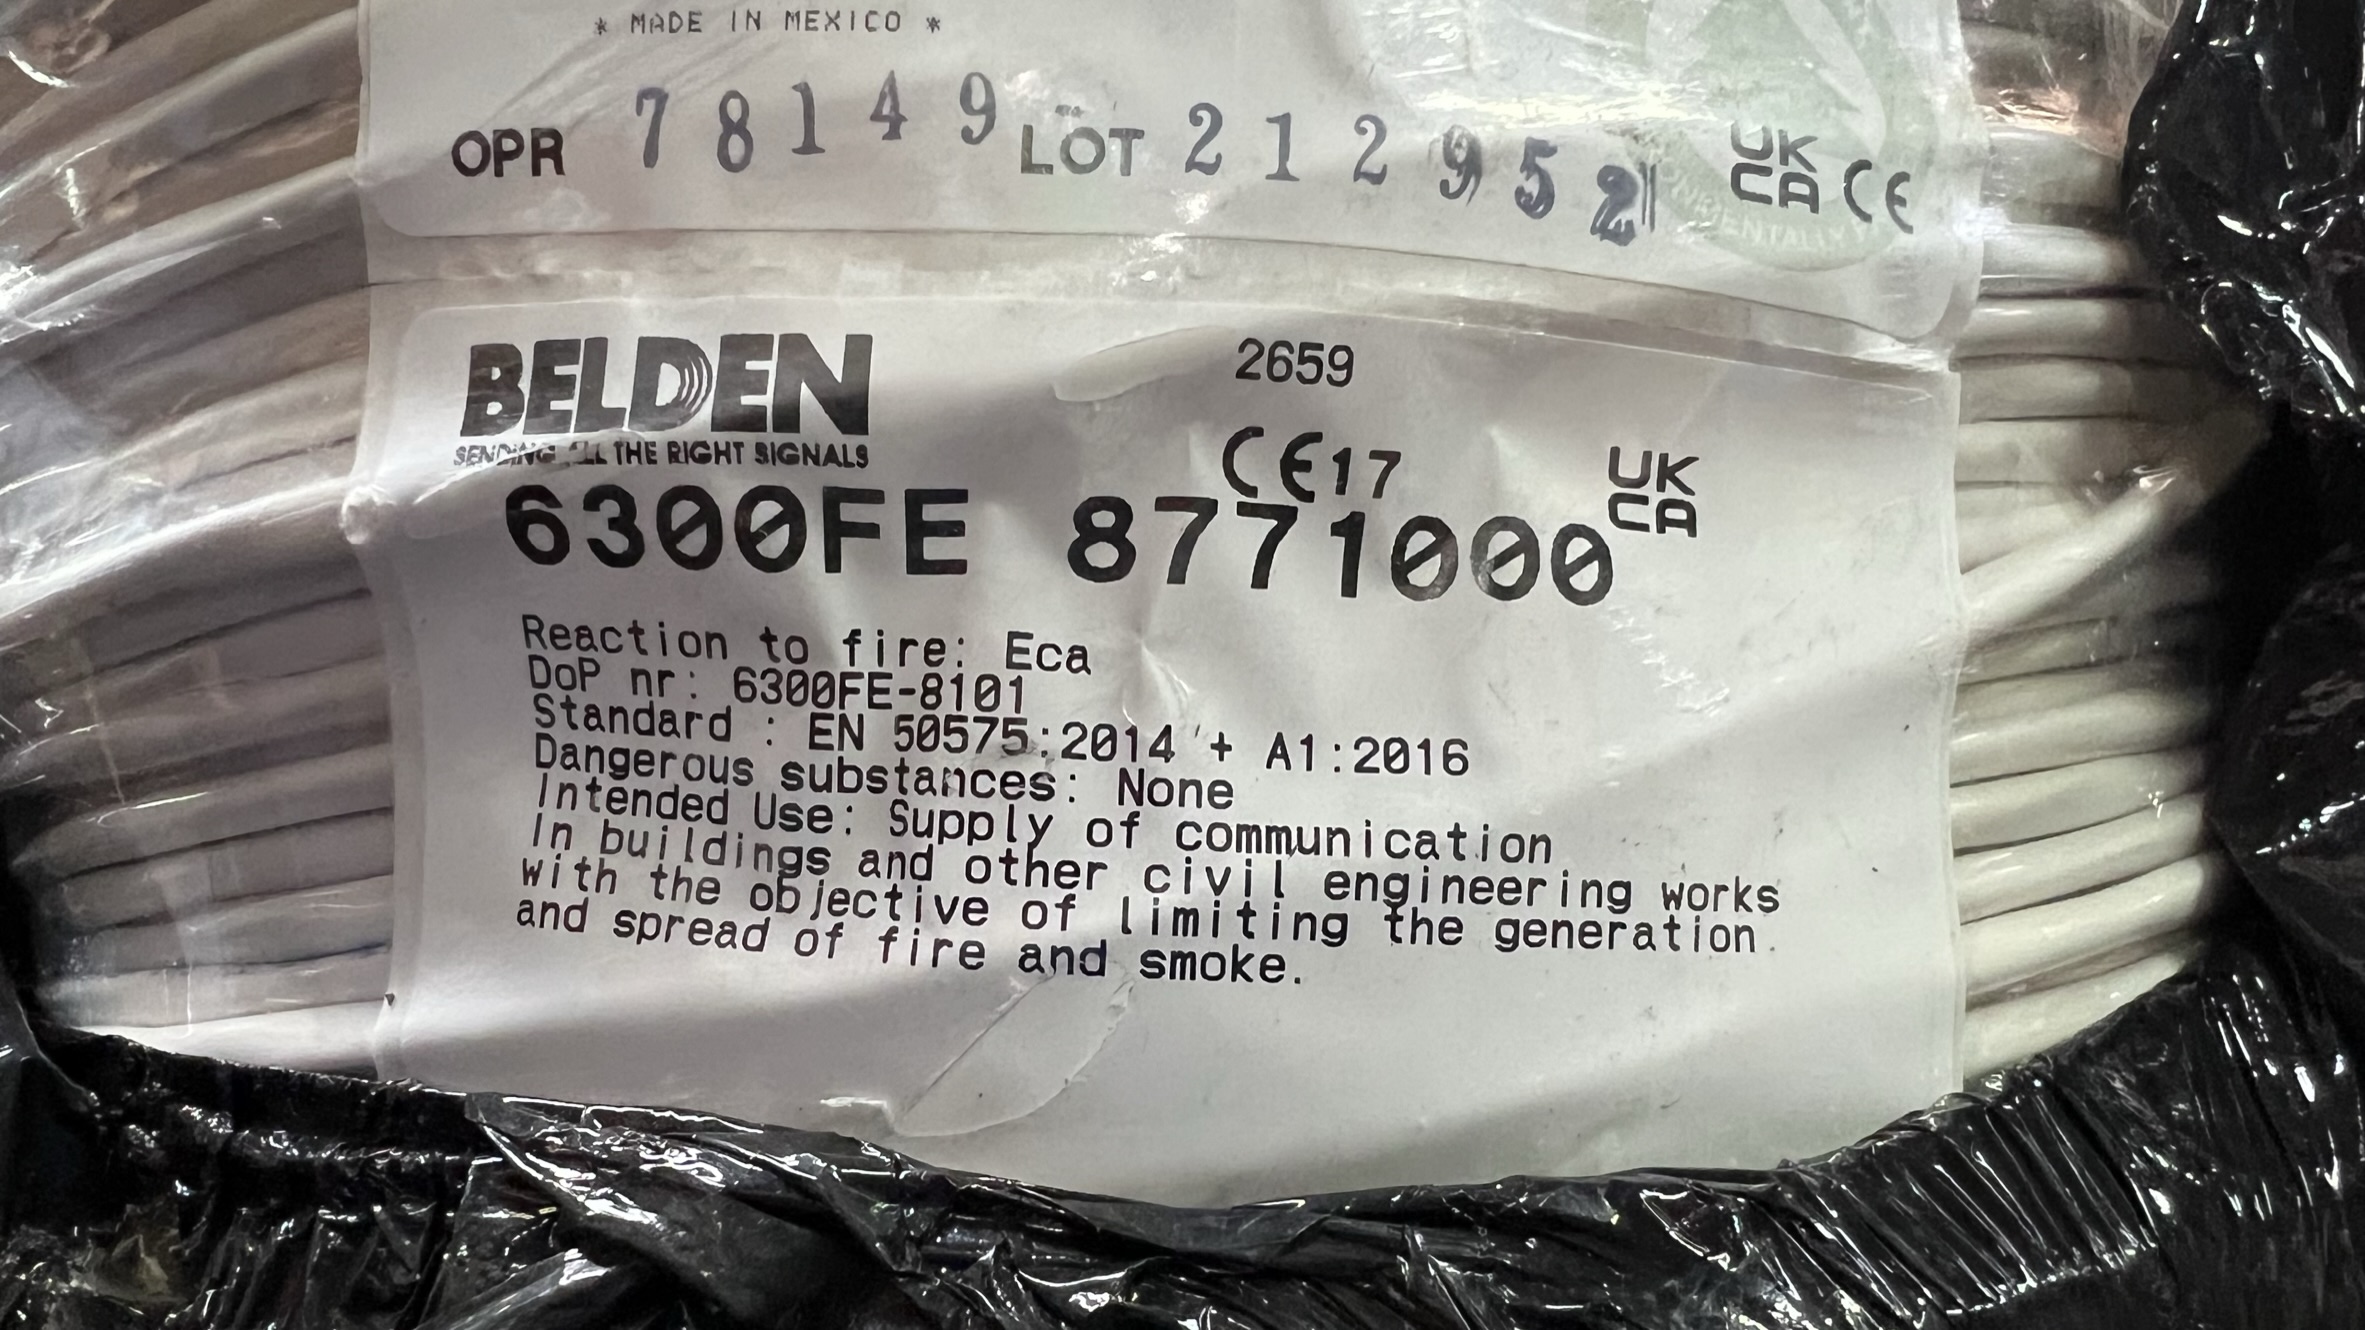 * MADE IN MEXICO *
OPR 78149 LOT 212952
UK CA CE
BELDEN 2659
SENDING ALL THE RIGHT SIGNALS
CE17 UK CA
6300FE 8771000
Reaction to fire: Eca
DoP nr: 6300FE-8101
Standard : EN 50575:2014 + A1:2016
Dangerous substances: None
Intended Use: Supply of communication
In buildings and other civil engineering works
with the objective of limiting the generation
and spread of fire and smoke.